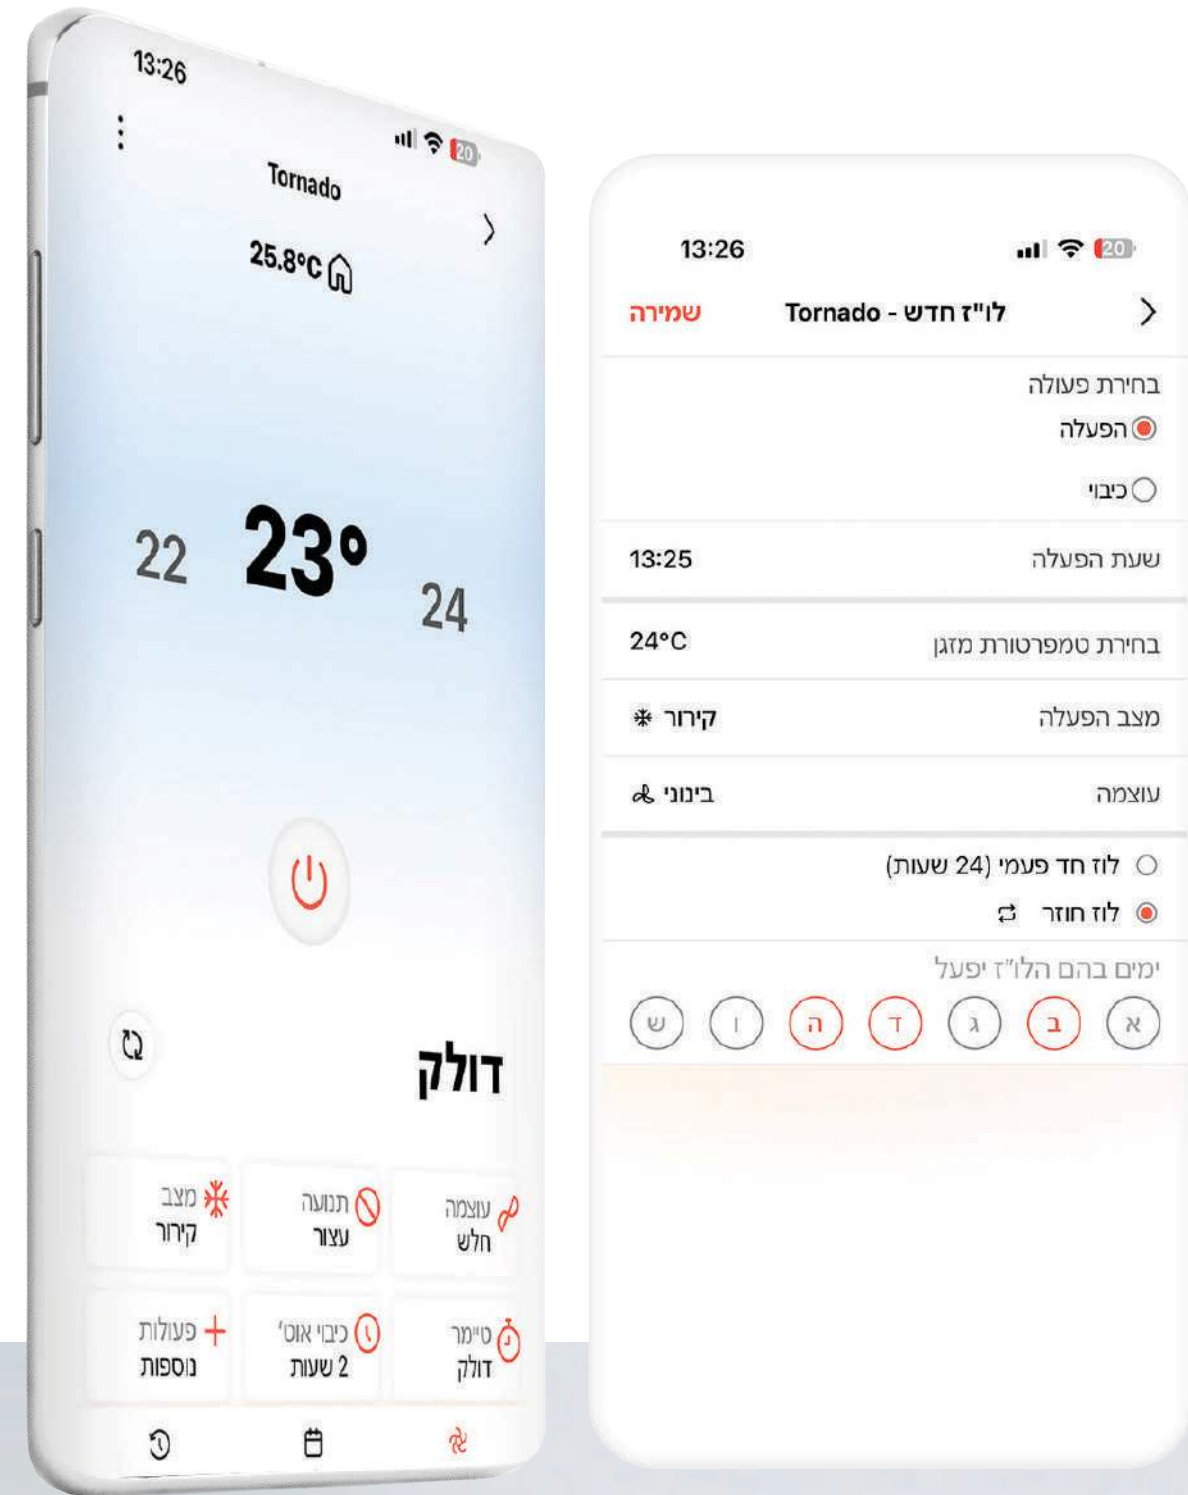 13:26
20
Tornado
25.8°C
22
23°
24
דולק
עוצמה
חלש
תנועה
עצור
מצב
קירור
טיימר
דולק
כיבוי אוט'
2 שעות
פעולות
נוספות
13:26
20
לו"ז חדש - Tornado
שמירה
בחירת פעולה
הפעלה
כיבוי
שעת הפעלה
13:25
בחירת טמפרטורת מזגן
24°C
מצב הפעלה
קירור
עוצמה
בינוני
לוז חד פעמי (24 שעות)
לוז חוזר
ימים בהם הלו"ז יפעל
א ב ג ד ה ו ש